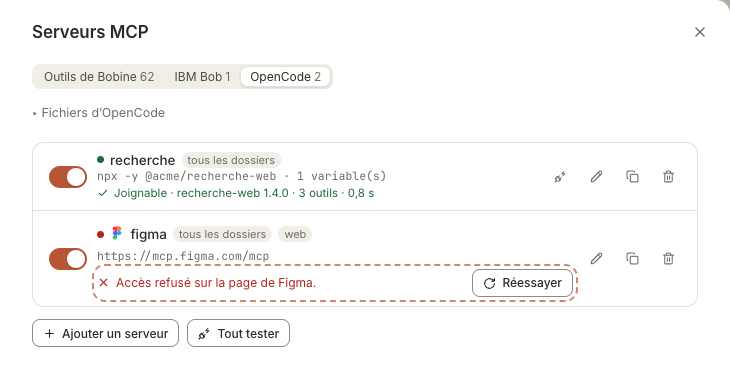 Serveurs MCP
Outils de Bobine 62 IBM Bob 1 OpenCode 2
Fichiers d’OpenCode
recherche tous les dossiers
npx -y @acme/recherche-web · 1 variable(s)
Joignable · recherche-web 1.4.0 · 3 outils · 0,8 s
figma tous les dossiers web
https://mcp.figma.com/mcp
Accès refusé sur la page de Figma. Réessayer
Ajouter un serveur Tout tester